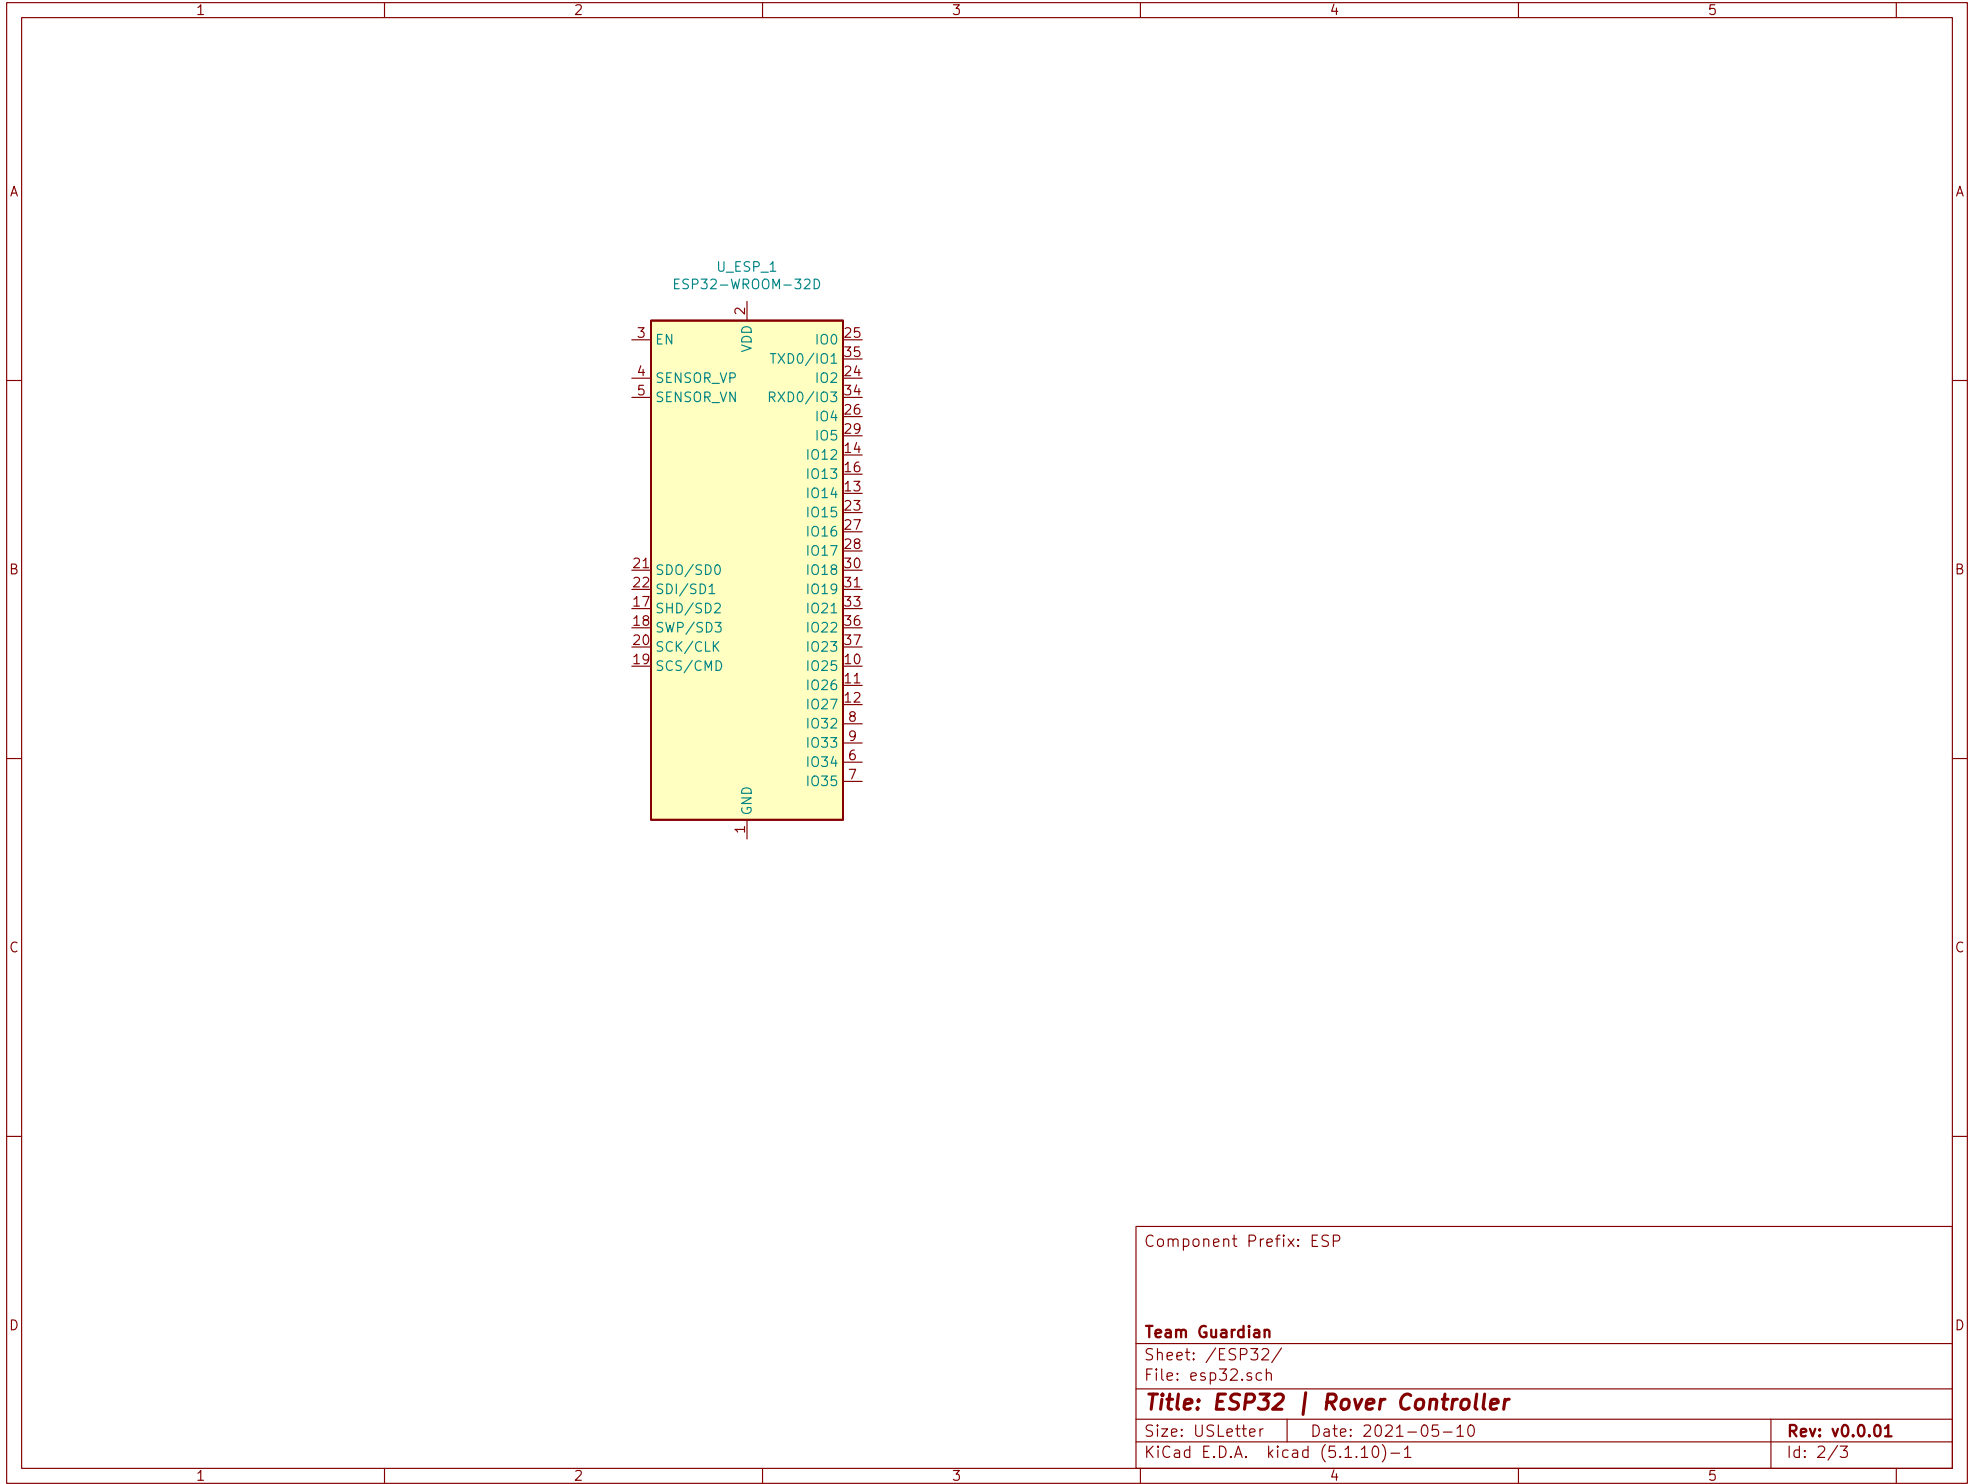 1 2 3 4 5
A A
B B
C C
D D
U_ESP_1
ESP32-WROOM-32D
2
VDD
3 EN IO0 25
TXD0/IO1 35
4 SENSOR_VP IO2 24
5 SENSOR_VN RXD0/IO3 34
IO4 26
IO5 29
IO12 14
IO13 16
IO14 13
IO15 23
IO16 27
IO17 28
21 SDO/SD0 IO18 30
22 SDI/SD1 IO19 31
17 SHD/SD2 IO21 33
18 SWP/SD3 IO22 36
20 SCK/CLK IO23 37
19 SCS/CMD IO25 10
IO26 11
IO27 12
IO32 8
IO33 9
IO34 6
IO35 7
GND
1
Component Prefix: ESP
Team Guardian
Sheet: /ESP32/
File: esp32.sch
Title: ESP32 | Rover Controller
Size: USLetter Date: 2021-05-10 Rev: v0.0.01
KiCad E.D.A. kicad (5.1.10)-1 Id: 2/3
1 2 3 4 5